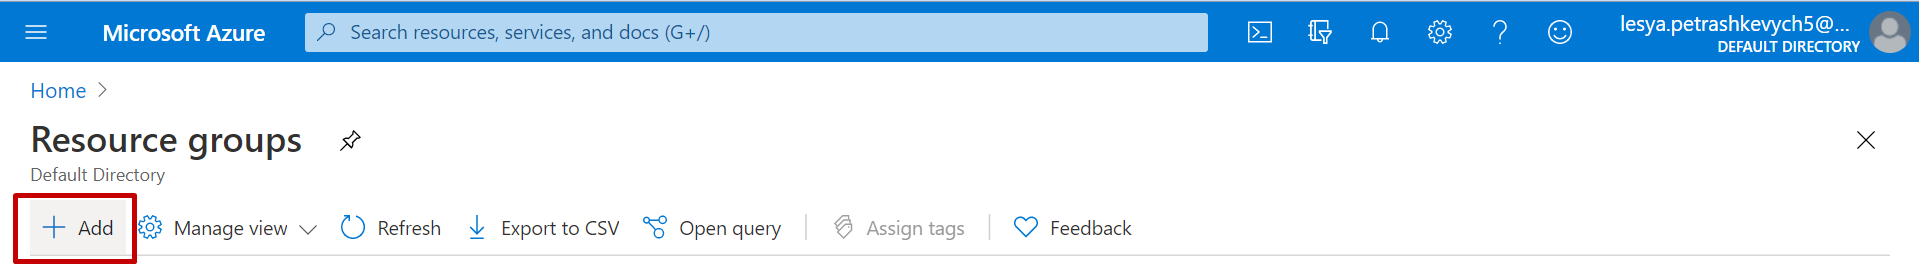 Microsoft Azure
Search resources, services, and docs (G+/)
lesya.petrashkevych5@...
DEFAULT DIRECTORY
Home
Resource groups
Default Directory
Add
Manage view
Refresh
Export to CSV
Open query
Assign tags
Feedback